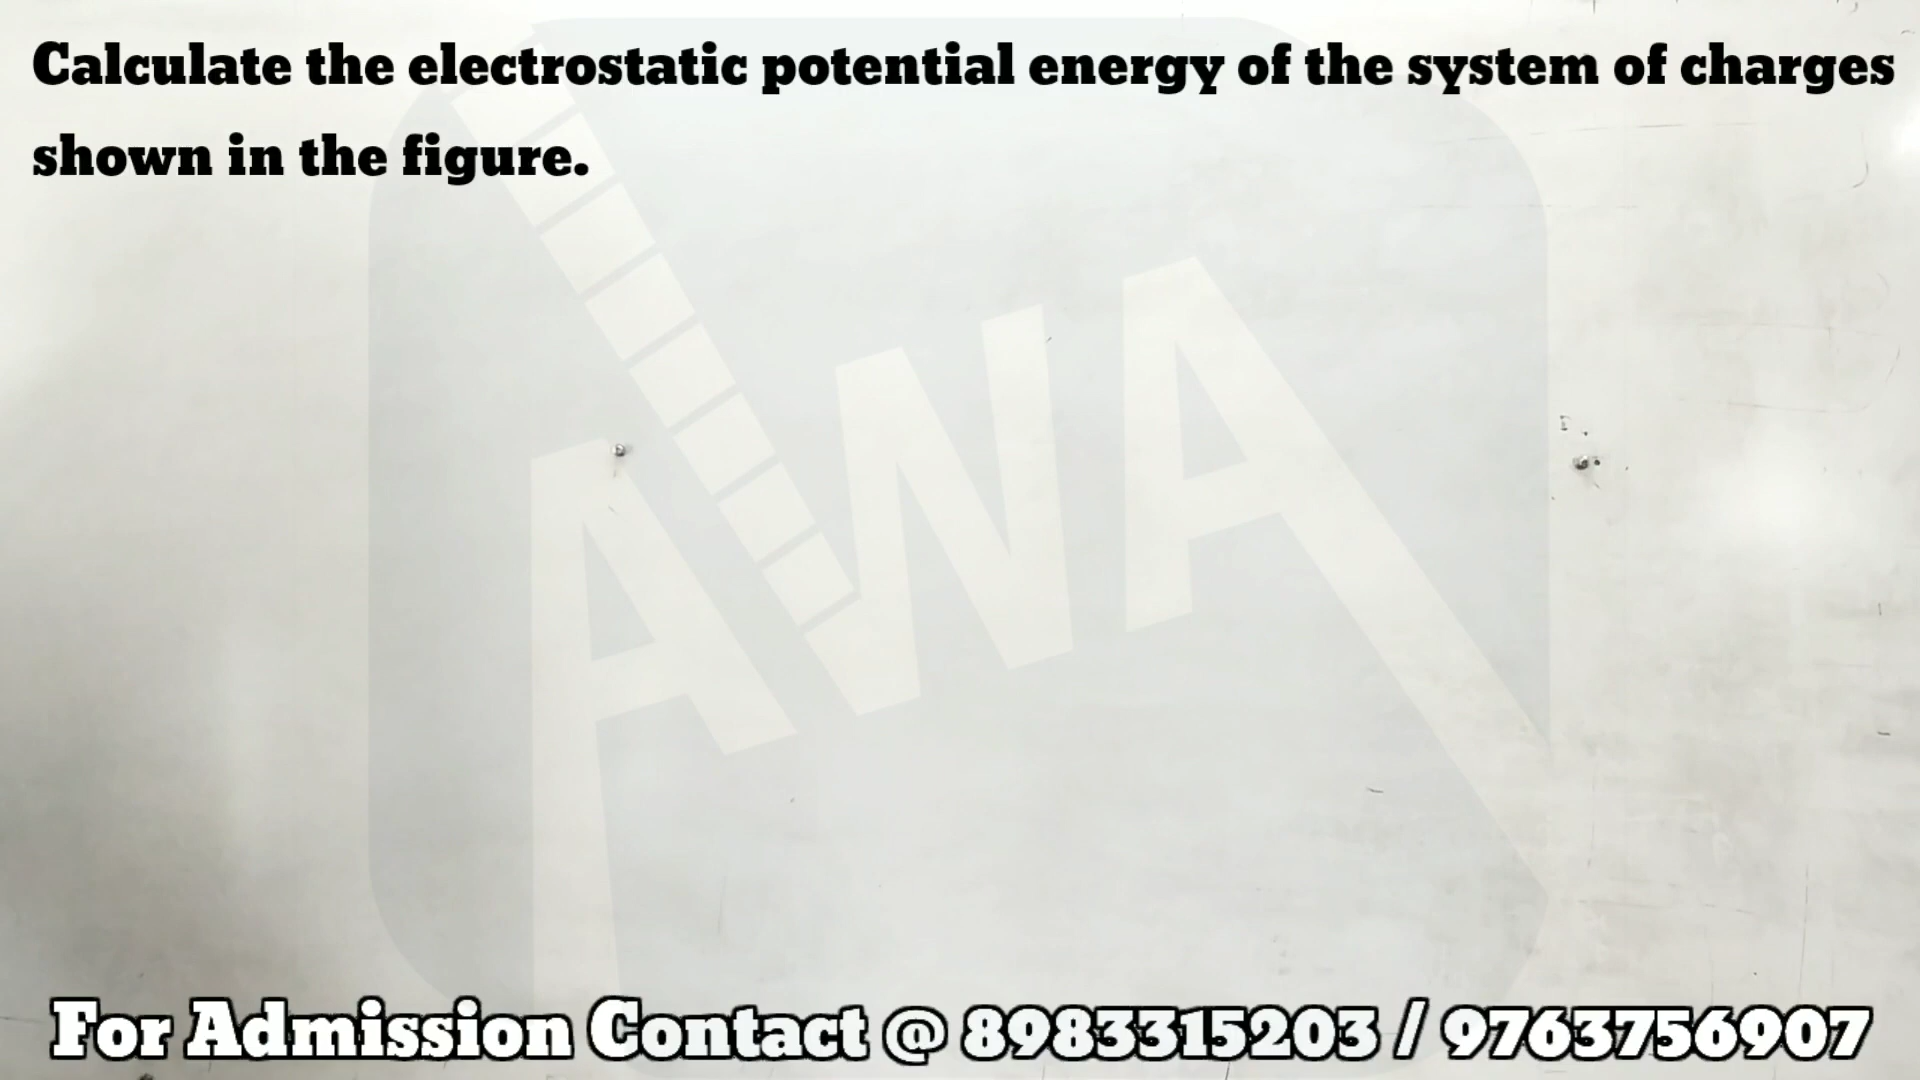 Calculate the electrostatic potential energy of the system of charges
shown in the figure.
AWA
For Admission Contact @ 8983315203 / 9763756907